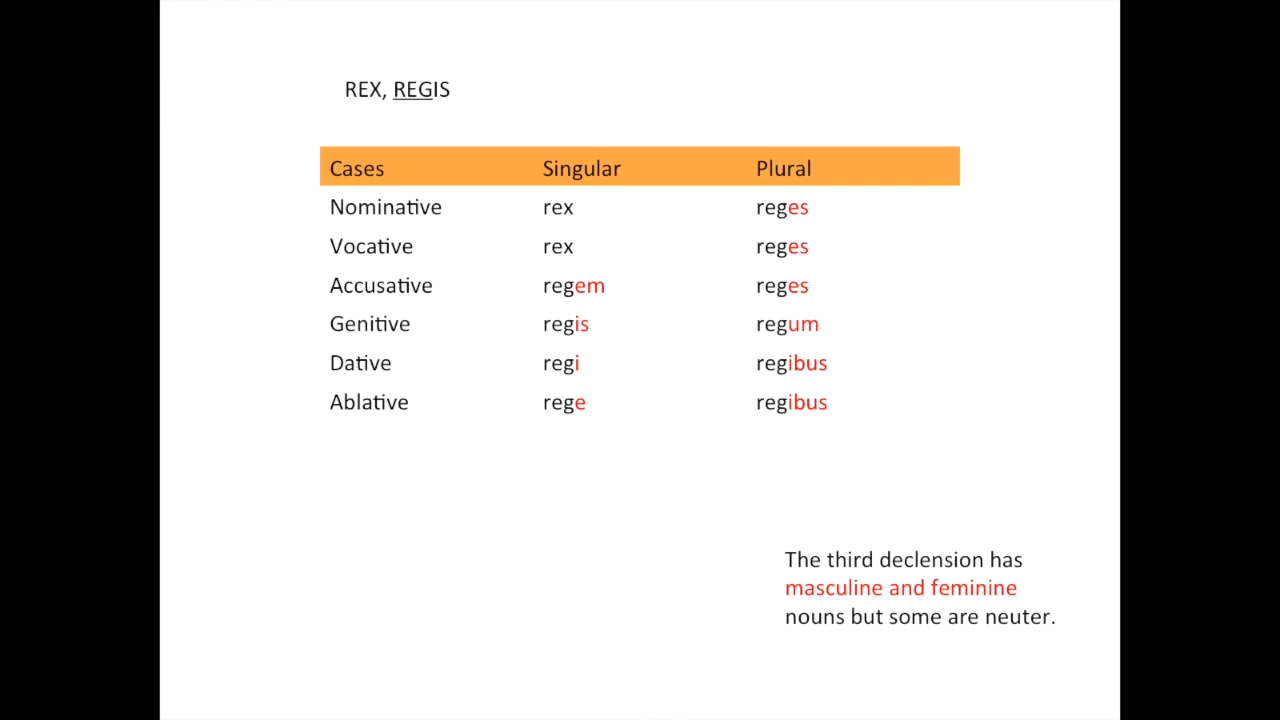 REX, REGIS
Cases Singular Plural
Nominative rex reges
Vocative rex reges
Accusative regem reges
Genitive regis regum
Dative regi regibus
Ablative rege regibus
The third declension has
masculine and feminine
nouns but some are neuter.